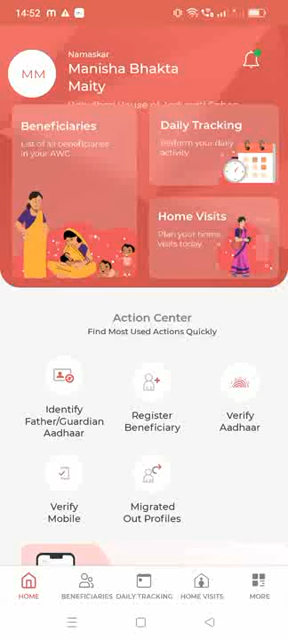 14:52
MM
Namaskar
Manisha Bhakta
Maity
Beneficiaries
List of all beneficiaries
in your AWC
Daily Tracking
Perform your daily
activity
Home Visits
Plan your home
visits today
Action Center
Find Most Used Actions Quickly
Identify
Father/Guardian
Aadhaar
Register
Beneficiary
Verify
Aadhaar
Verify
Mobile
Migrated
Out Profiles
HOME
BENEFICIARIES
DAILY TRACKING
HOME VISITS
MORE